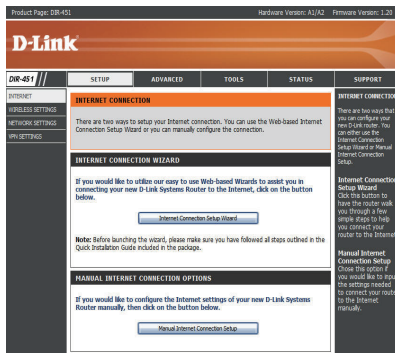 Product Page: DIR-451 Hardware Version: A1/A2 Firmware Version: 1.20
D-Link
DIR-451 SETUP ADVANCED TOOLS STATUS SUPPORT
INTERNET
WIRELESS SETTINGS
NETWORK SETTINGS
VPN SETTINGS
INTERNET CONNECTION
There are two ways to setup your Internet connection. You can use the Web-based Internet
Connection Setup Wizard or you can manually configure the connection.
INTERNET CONNECTION WIZARD
If you would like to utilize our easy to use Web-based Wizards to assist you in
connecting your new D-Link Systems Router to the Internet, click on the button
below.
Internet Connection Setup Wizard
Note: Before launching the wizard, please make sure you have followed all steps outlined in the
Quick Installation Guide included in the package.
MANUAL INTERNET CONNECTION OPTIONS
If you would like to configure the Internet settings of your new D-Link Systems
Router manually, then click on the button below.
Manual Internet Connection Setup
INTERNET CONNECTION
There are two ways that
you can configure your
new D-Link router. You
can either use the
Internet Connection
Setup Wizard or Manual
Internet Connection
Setup.
Internet Connection
Setup Wizard
Click this button to
have the router walk
you through a few
simple steps to help
you connect your
router to the Internet
Manual Internet
Connection Setup
Chose this option if
you would like to inpu
the settings needed
to connect your route
to the Internet
manually.